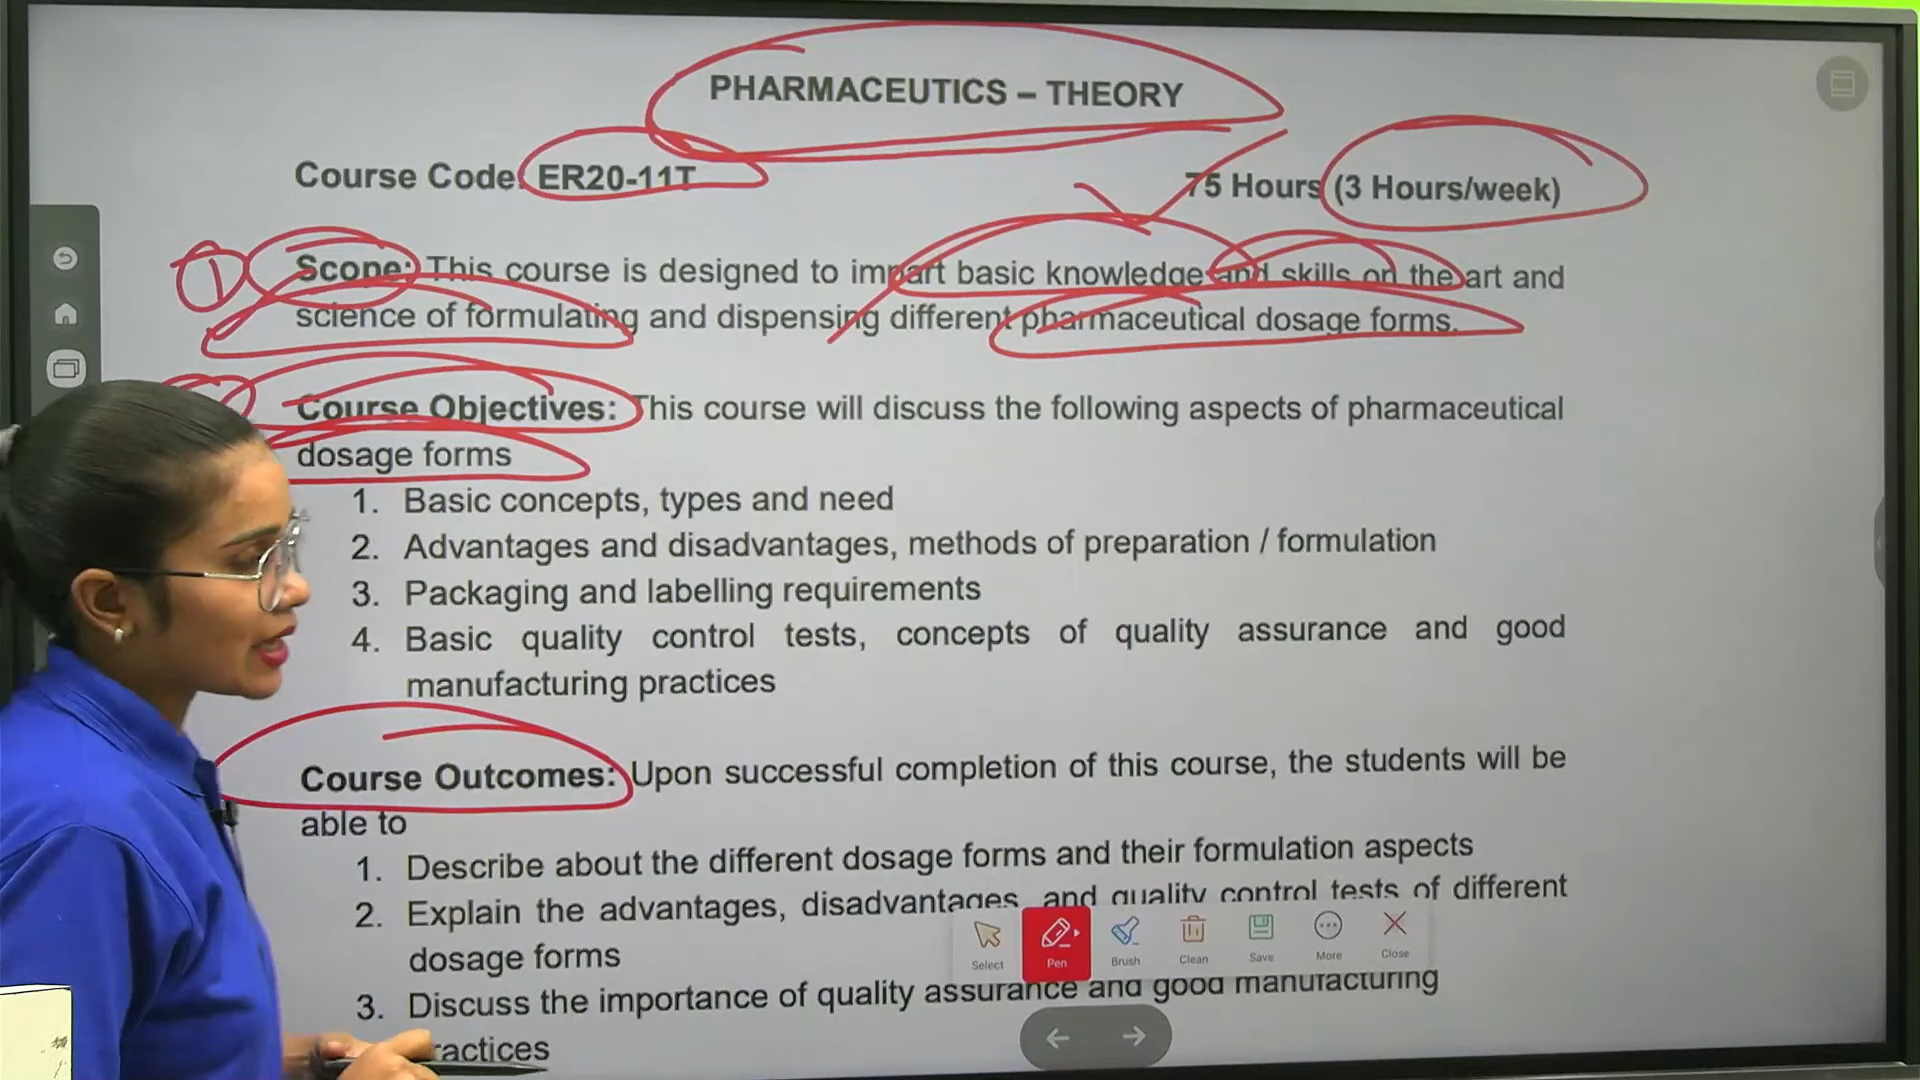 PHARMACEUTICS – THEORY
Course Code: ER20-11T 75 Hours (3 Hours/week)
① Scope: This course is designed to impart basic knowledge and skills on the art and
science of formulating and dispensing different pharmaceutical dosage forms.
Course Objectives: This course will discuss the following aspects of pharmaceutical
dosage forms
1. Basic concepts, types and need
2. Advantages and disadvantages, methods of preparation / formulation
3. Packaging and labelling requirements
4. Basic quality control tests, concepts of quality assurance and good
manufacturing practices
Course Outcomes: Upon successful completion of this course, the students will be
able to
1. Describe about the different dosage forms and their formulation aspects
2. Explain the advantages, disadvantages, and quality control tests of different
dosage forms
3. Discuss the importance of quality assurance and good manufacturing
ractices
Select Pen Brush Clean Save More Close